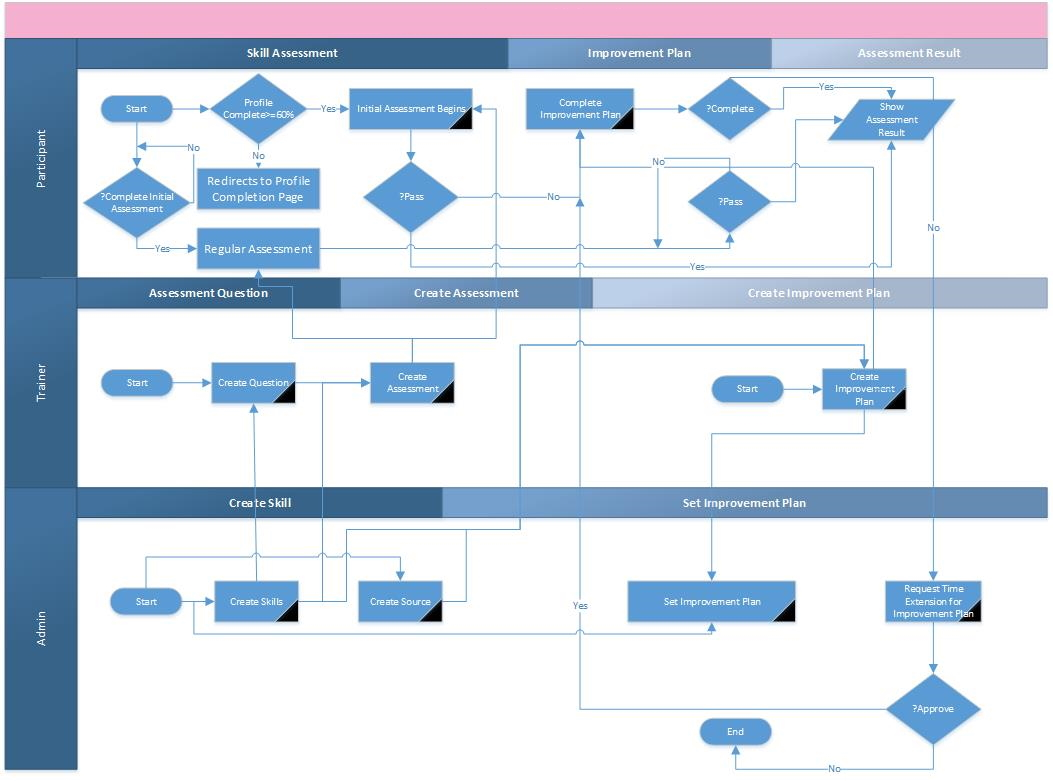 Skill Assessment
Improvement Plan
Assessment Result
Participant
Start
Profile
Complete>=60%
Yes
Initial Assessment Begins
Complete
Improvement Plan
?Complete
Yes
Show
Assessment
Result
No
No
No
Redirects to Profile
Completion Page
?Complete Initial
Assessment
?Pass
No
?Pass
No
Yes
Regular Assessment
Yes
Assessment Question
Create Assessment
Create Improvement Plan
Trainer
Start
Create Question
Create
Assessment
Start
Create
Improvement
Plan
Create Skill
Set Improvement Plan
Admin
Start
Create Skills
Create Source
Yes
Set Improvement Plan
Request Time
Extension for
Improvement Plan
?Approve
End
No